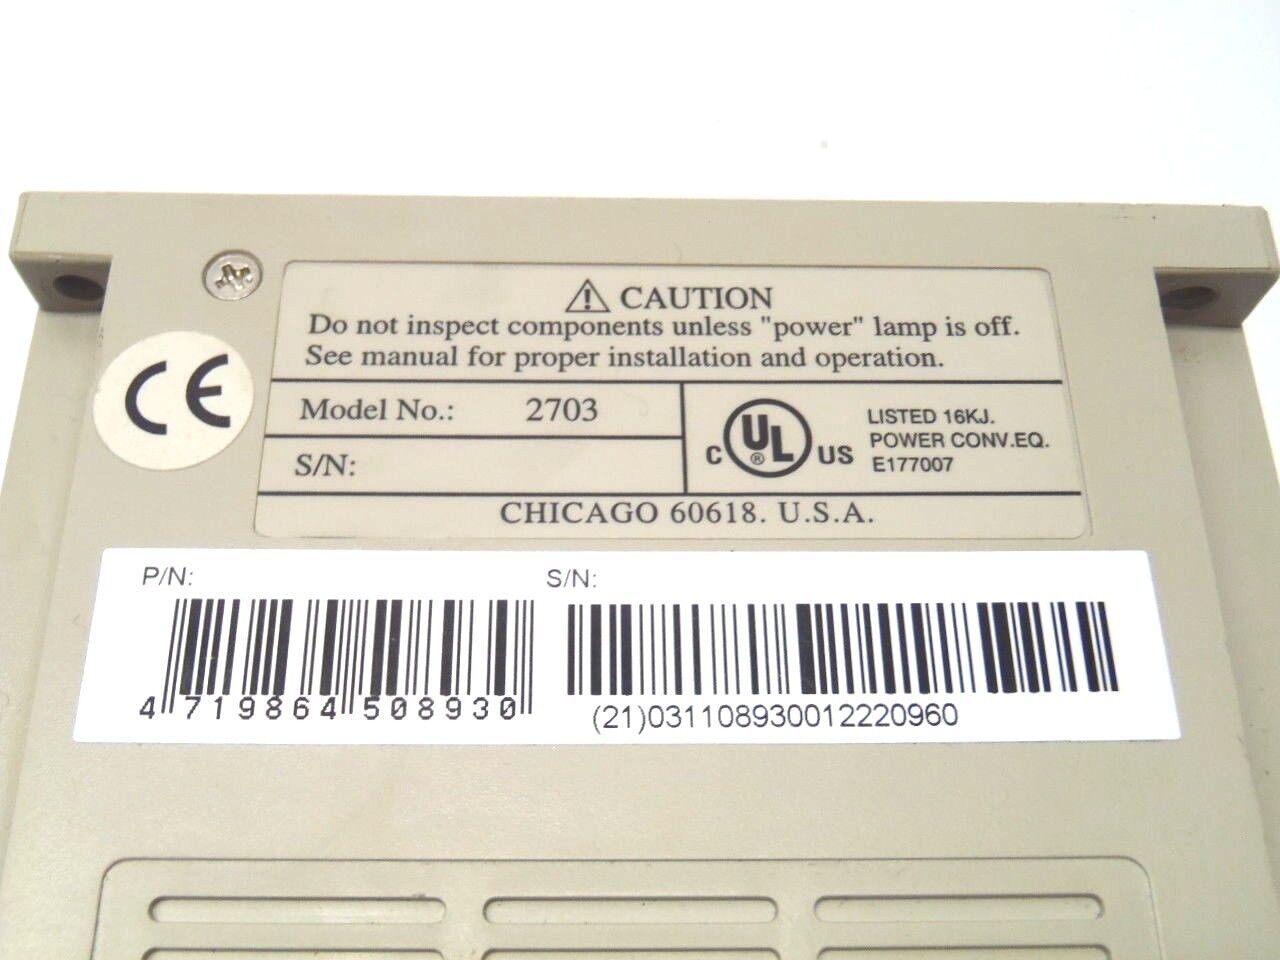 CAUTION
Do not inspect components unless "power" lamp is off.
See manual for proper installation and operation.
CE
Model No.: 2703
S/N:
C UL ® US
LISTED 16KJ.
POWER CONV.EQ.
E177007
CHICAGO 60618. U.S.A.
P/N:
4 719864 508930
S/N:
(21)031108930012220960